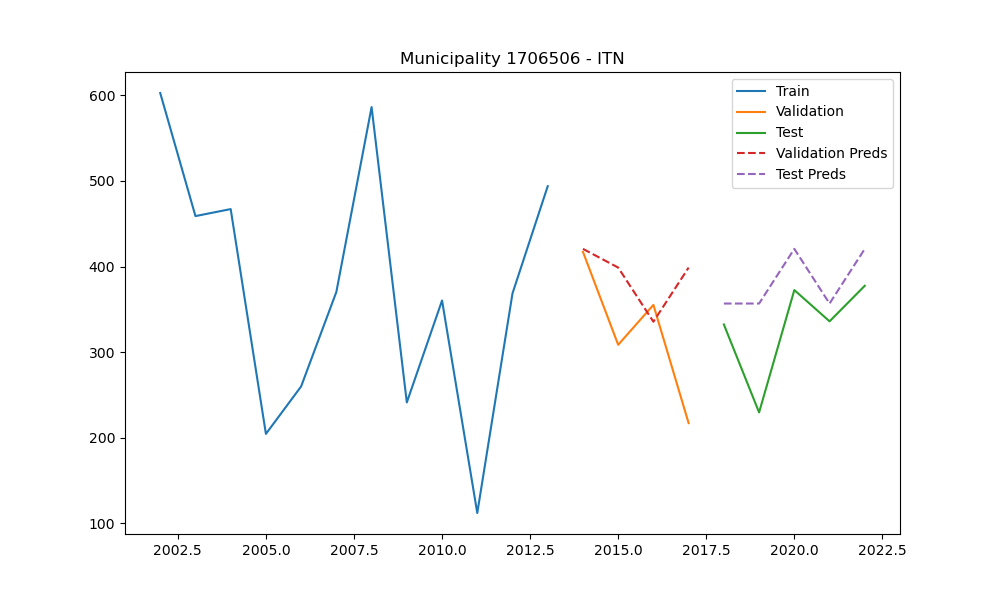 Municipality 1706506 - ITN
600
500
400
300
200
100
2002.5 2005.0 2007.5 2010.0 2012.5 2015.0 2017.5 2020.0 2022.5
Train
Validation
Test
Validation Preds
Test Preds